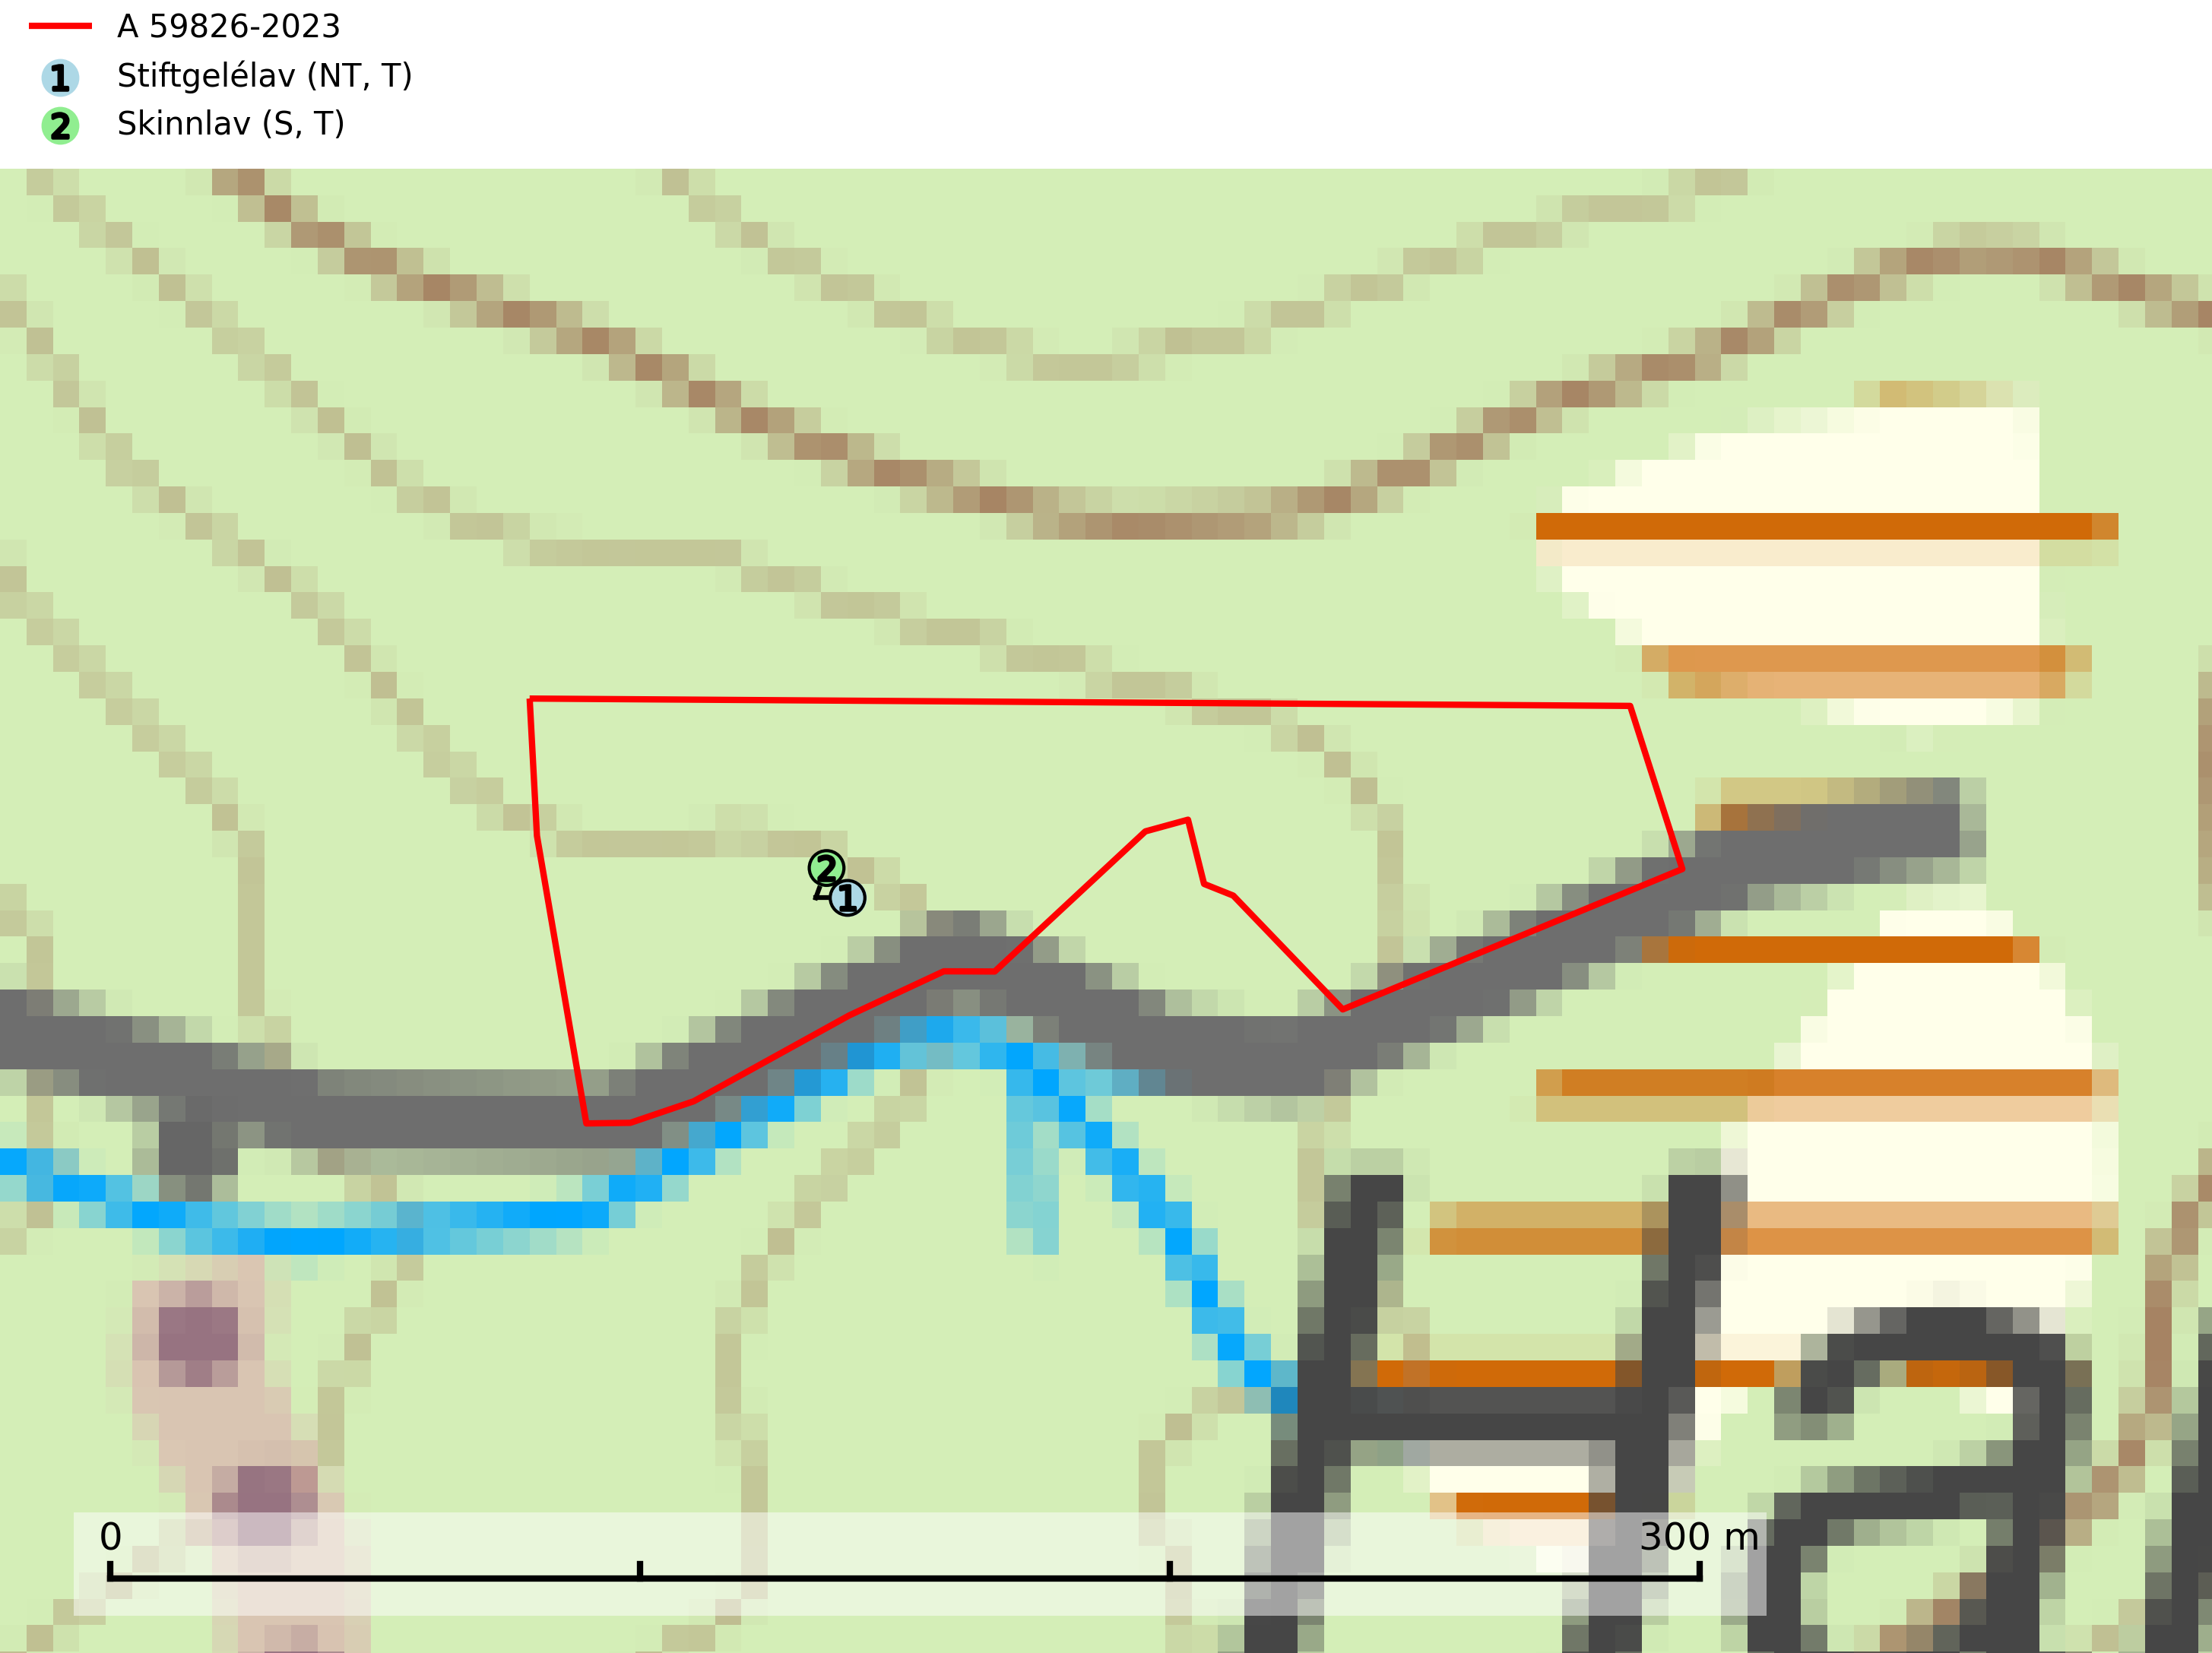 A 59826-2023
1 Stiftgelélav (NT, T)
2 Skinnlav (S, T)
2
1
0 300 m